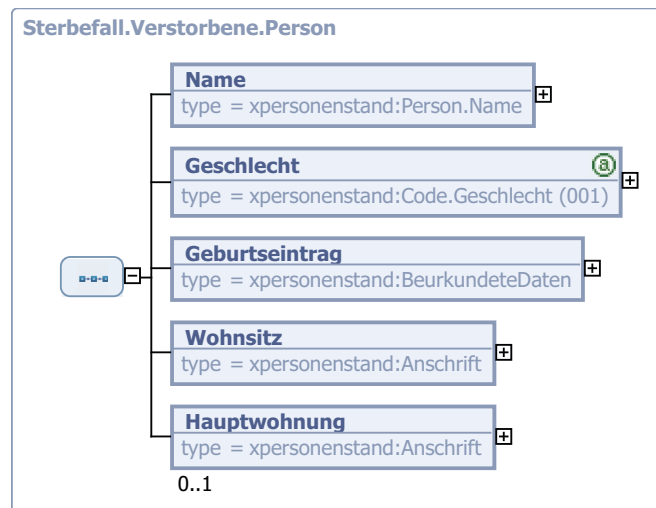 Sterbefall.Verstorbene.Person
Name
type = xpersonenstand:Person.Name
Geschlecht
a
type = xpersonenstand:Code.Geschlecht (001)
Geburtseintrag
type = xpersonenstand:BeurkundeteDaten
Wohnsitz
type = xpersonenstand:Anschrift
Hauptwohnung
type = xpersonenstand:Anschrift
0..1